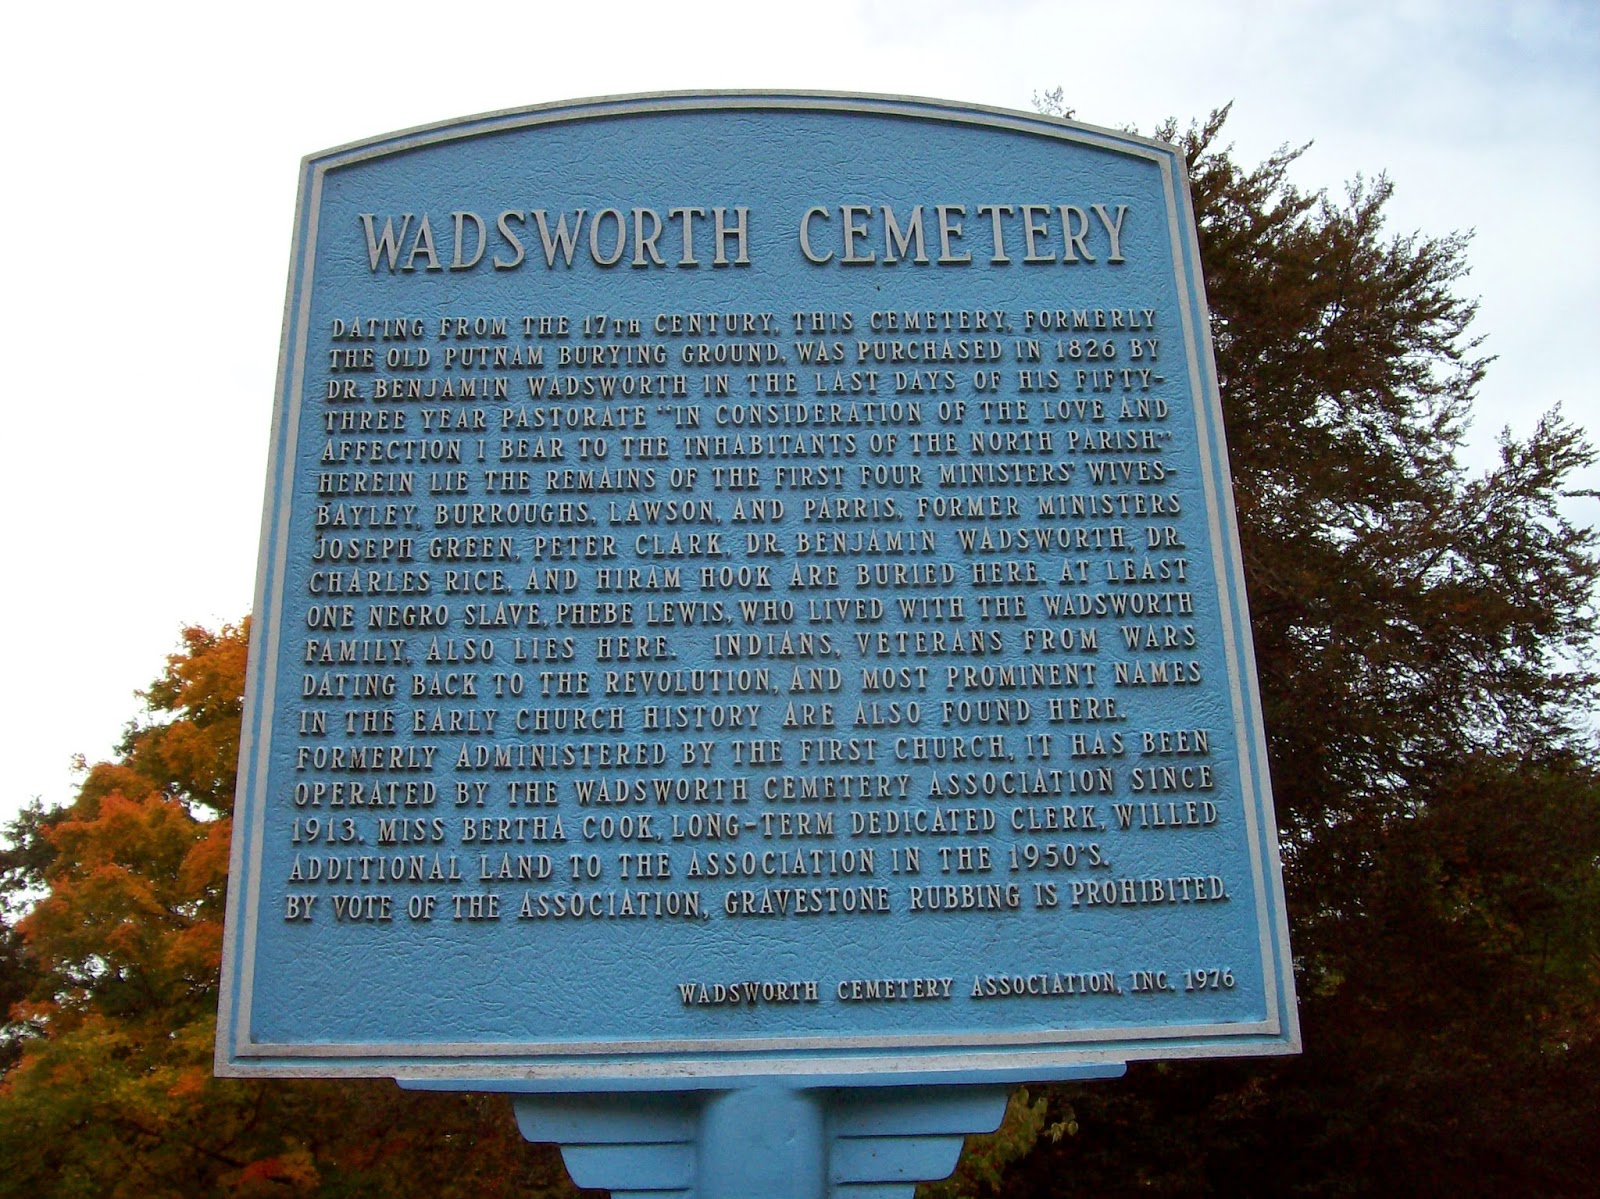 WADSWORTH CEMETERY
DATING FROM THE 17TH CENTURY, THIS CEMETERY, FORMERLY
THE OLD PUTNAM BURYING GROUND, WAS PURCHASED IN 1826 BY
DR. BENJAMIN WADSWORTH IN THE LAST DAYS OF HIS FIFTY-
THREE YEAR PASTORATE "IN CONSIDERATION OF THE LOVE AND
AFFECTION I BEAR TO THE INHABITANTS OF THE NORTH PARISH"
HEREIN LIE THE REMAINS OF THE FIRST FOUR MINISTERS' WIVES-
BAYLEY, BURROUGHS, LAWSON, AND PARRIS, FORMER MINISTERS
JOSEPH GREEN, PETER CLARK, DR. BENJAMIN WADSWORTH, DR.
CHARLES RICE, AND HIRAM HOOK ARE BURIED HERE. AT LEAST
ONE NEGRO SLAVE, PHEBE LEWIS, WHO LIVED WITH THE WADSWORTH
FAMILY, ALSO LIES HERE. INDIANS, VETERANS FROM WARS
DATING BACK TO THE REVOLUTION, AND MOST PROMINENT NAMES
IN THE EARLY CHURCH HISTORY ARE ALSO FOUND HERE.
FORMERLY ADMINISTERED BY THE FIRST CHURCH, IT HAS BEEN
OPERATED BY THE WADSWORTH CEMETERY ASSOCIATION SINCE
1913. MISS BERTHA COOK, LONG-TERM DEDICATED CLERK, WILLED
ADDITIONAL LAND TO THE ASSOCIATION IN THE 1950'S.
BY VOTE OF THE ASSOCIATION, GRAVESTONE RUBBING IS PROHIBITED.
WADSWORTH CEMETERY ASSOCIATION, INC. 1976